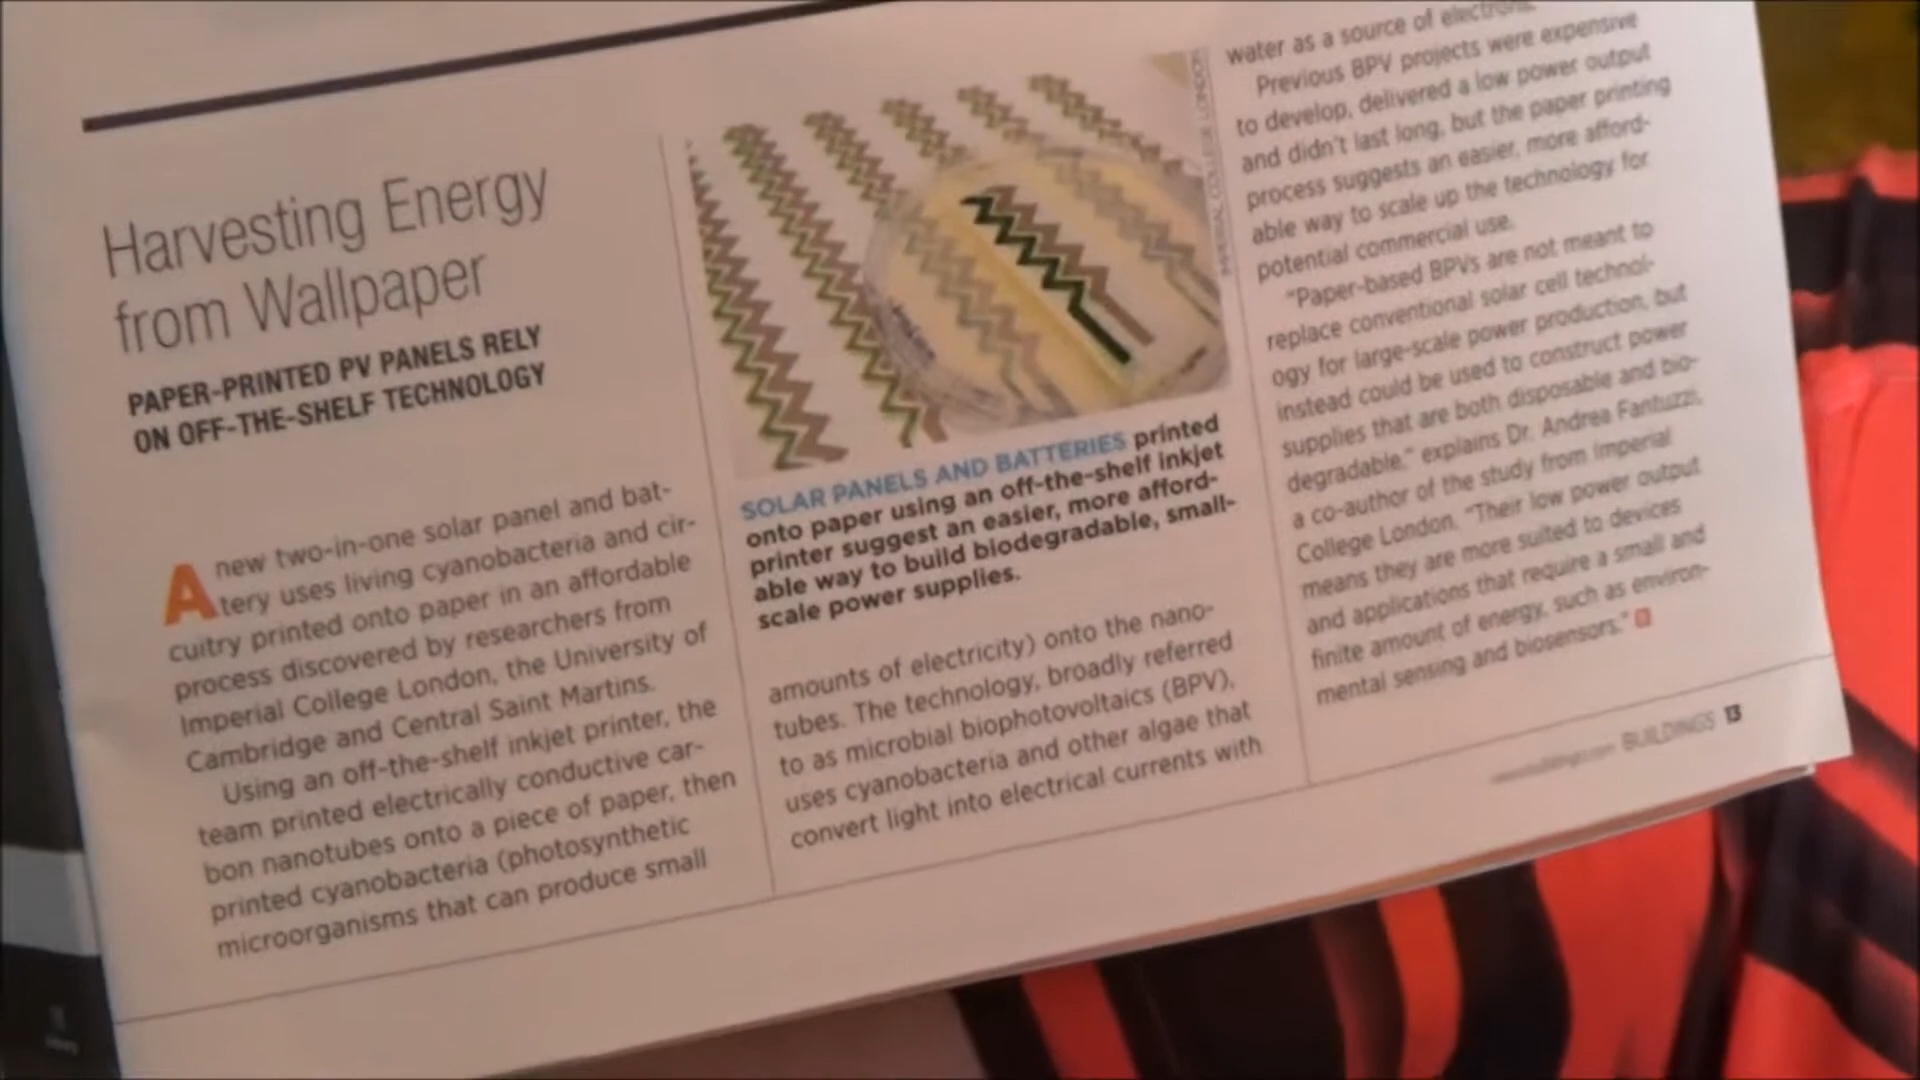 Harvesting Energy
from Wallpaper
PAPER-PRINTED PV PANELS RELY
ON OFF-THE-SHELF TECHNOLOGY
A new two-in-one solar panel and bat-
tery uses living cyanobacteria and cir-
cuitry printed onto paper in an affordable
process discovered by researchers from
Imperial College London, the University of
Cambridge and Central Saint Martins.
Using an off-the-shelf inkjet printer, the
team printed electrically conductive car-
bon nanotubes onto a piece of paper, then
printed cyanobacteria (photosynthetic
microorganisms that can produce small
IMPERIAL COLLEGE LONDON
SOLAR PANELS AND BATTERIES printed
onto paper using an off-the-shelf inkjet
printer suggest an easier, more afford-
able way to build biodegradable, small-
scale power supplies.
amounts of electricity) onto the nano-
tubes. The technology, broadly referred
to as microbial biophotovoltaics (BPV),
uses cyanobacteria and other algae that
convert light into electrical currents with
water as a source of electrons.
Previous BPV projects were expensive
to develop, delivered a low power output
and didn't last long, but the paper printing
process suggests an easier, more afford-
able way to scale up the technology for
potential commercial use.
"Paper-based BPVs are not meant to
replace conventional solar cell technol-
ogy for large-scale power production, but
instead could be used to construct power
supplies that are both disposable and bio-
degradable," explains Dr. Andrea Fantuzzi,
a co-author of the study from Imperial
College London. "Their low power output
means they are more suited to devices
and applications that require a small and
finite amount of energy, such as environ-
mental sensing and biosensors."
BUILDINGS 13